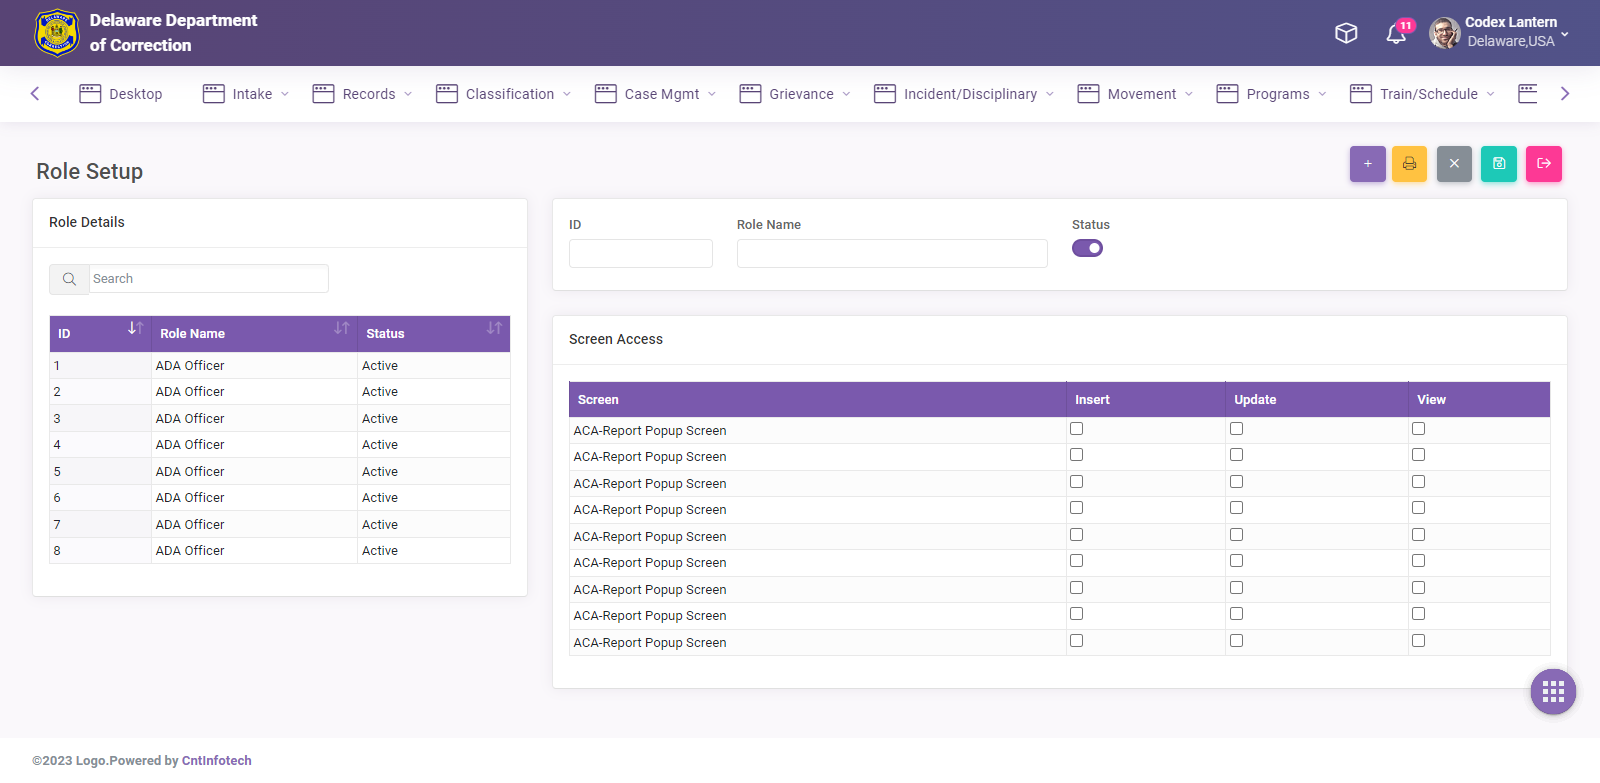 Delaware Department
of Correction
11
Codex Lantern
Delaware,USA
Desktop Intake Records Classification Case Mgmt Grievance Incident/Disciplinary Movement Programs Train/Schedule
Role Setup
Role Details
Search
ID Role Name Status
1 ADA Officer Active
2 ADA Officer Active
3 ADA Officer Active
4 ADA Officer Active
5 ADA Officer Active
6 ADA Officer Active
7 ADA Officer Active
8 ADA Officer Active
ID Role Name Status
Screen Access
Screen Insert Update View
ACA-Report Popup Screen
ACA-Report Popup Screen
ACA-Report Popup Screen
ACA-Report Popup Screen
ACA-Report Popup Screen
ACA-Report Popup Screen
ACA-Report Popup Screen
ACA-Report Popup Screen
ACA-Report Popup Screen
©2023 Logo.Powered by CntInfotech